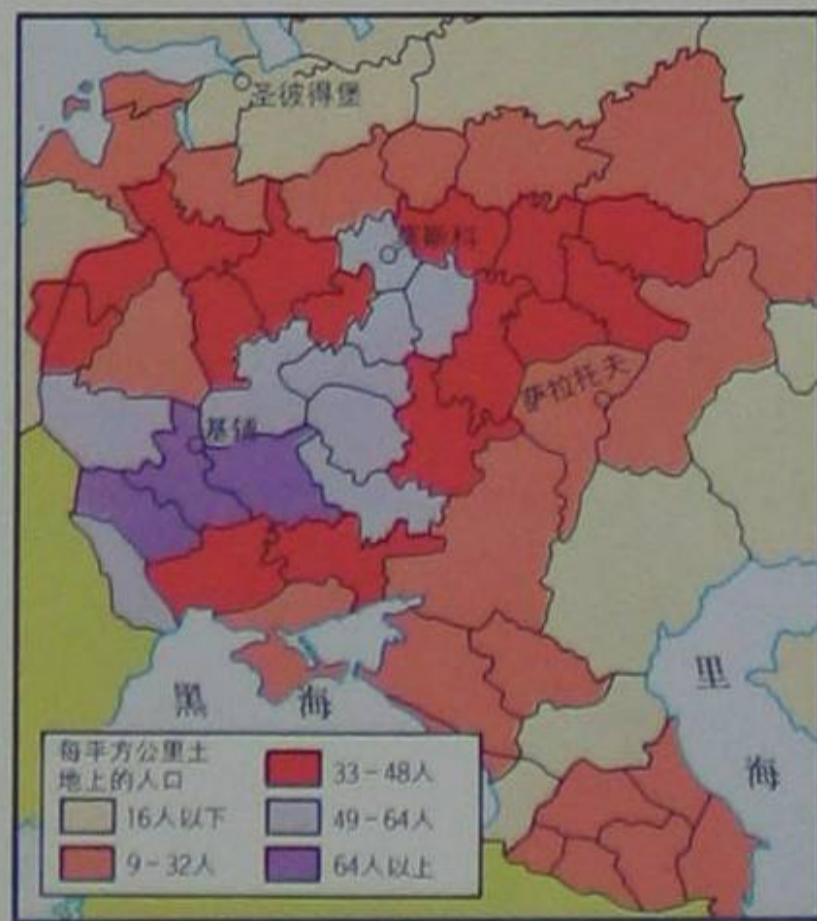 圣彼得堡
莫斯科
萨拉托夫
基辅
黑海
里海
每平方公里土
地上的人口
16人以下
9-32人
33-48人
49-64人
64人以上